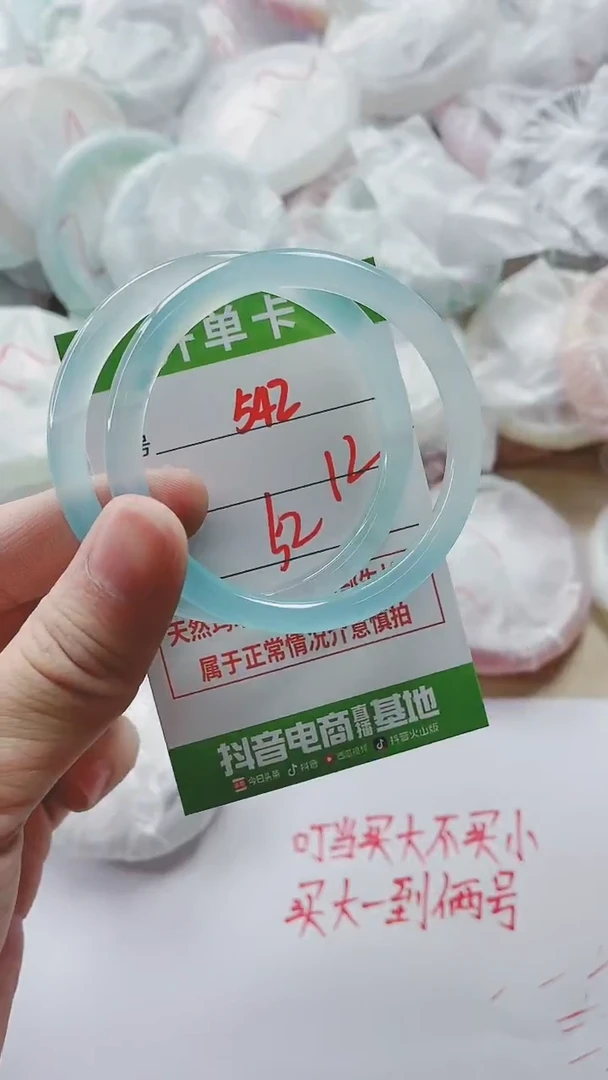 单卡
号
542
12
52
属于正常情况介意慎拍
抖音电商直播基地
今日头条 抖音 西瓜视频 抖音火山版
叮当买大不买小
买大一到俩号